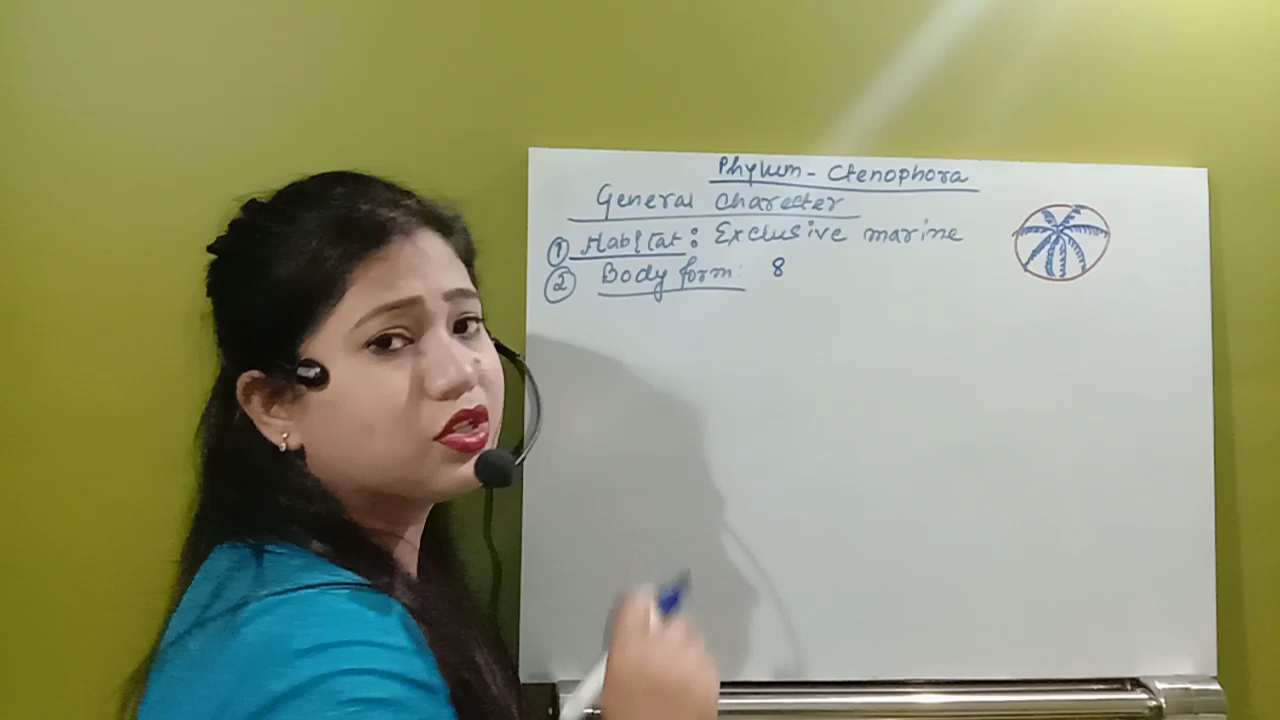 Phylum - Ctenophora
General Character
① Habitat : Exclusive marine
② Body form: 8